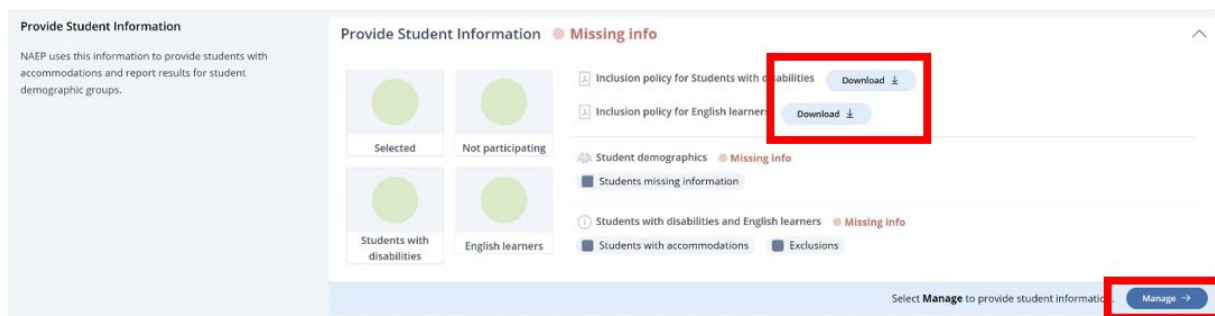 Provide Student Information
NAEP uses this information to provide students with
accommodations and report results for student
demographic groups.
Provide Student Information Missing info
Inclusion policy for Students with disabilities Download
Inclusion policy for English learners Download
Selected
Not participating
Student demographics Missing info
Students missing information
Students with disabilities and English learners Missing info
Students with accommodations Exclusions
Students with
disabilities
English learners
Select Manage to provide student information. Manage →